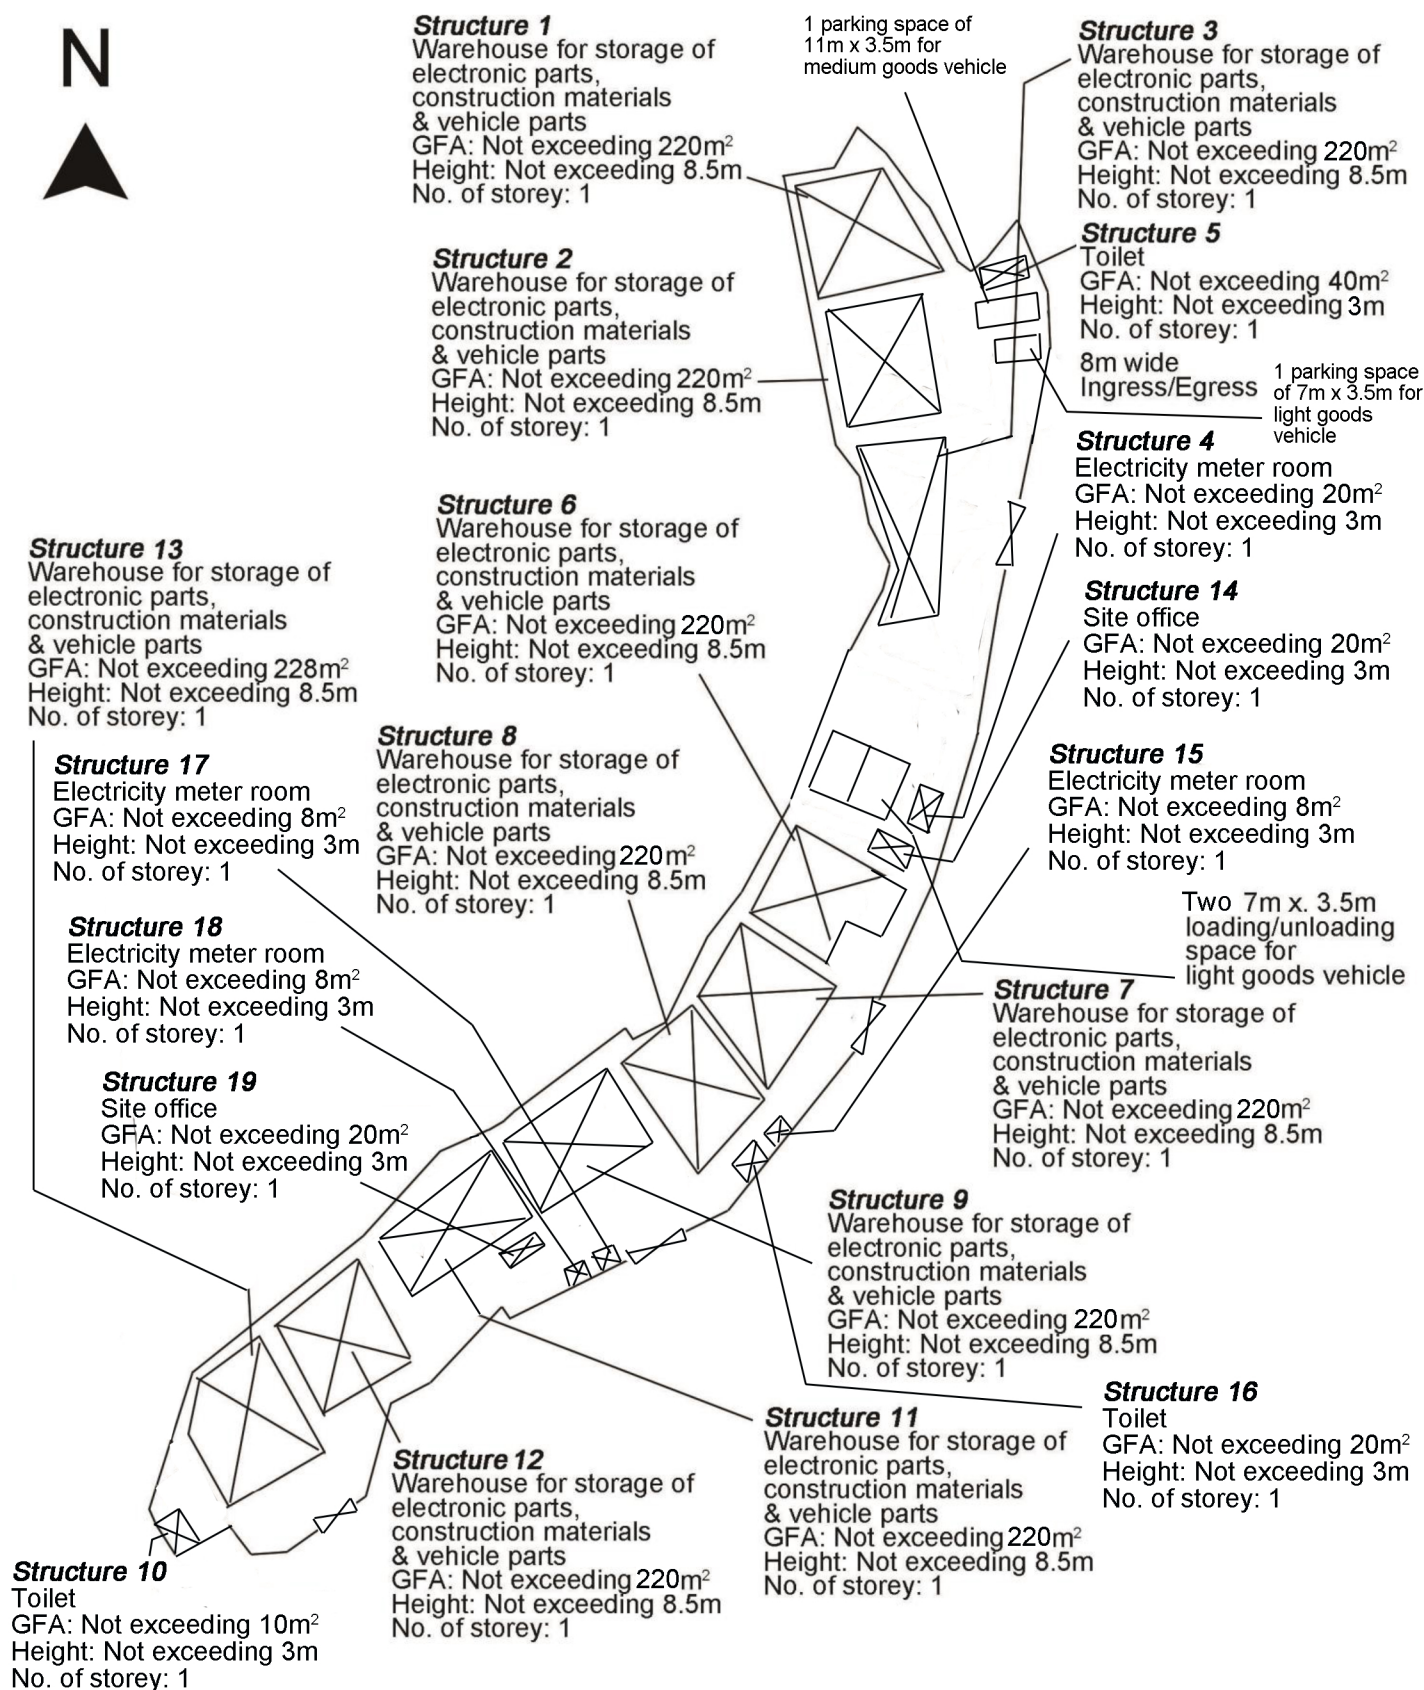 N
Structure 1
Warehouse for storage of
electronic parts,
construction materials
& vehicle parts
GFA: Not exceeding 220m²
Height: Not exceeding 8.5m
No. of storey: 1
1 parking space of
11m x 3.5m for
medium goods vehicle
Structure 3
Warehouse for storage of
electronic parts,
construction materials
& vehicle parts
GFA: Not exceeding 220m²
Height: Not exceeding 8.5m
No. of storey: 1
Structure 2
Warehouse for storage of
electronic parts,
construction materials
& vehicle parts
GFA: Not exceeding 220m²
Height: Not exceeding 8.5m
No. of storey: 1
Structure 5
Toilet
GFA: Not exceeding 40m²
Height: Not exceeding 3m
No. of storey: 1
8m wide
Ingress/Egress
1 parking space
of 7m x 3.5m for
light goods
vehicle
Structure 4
Electricity meter room
GFA: Not exceeding 20m²
Height: Not exceeding 3m
No. of storey: 1
Structure 6
Warehouse for storage of
electronic parts,
construction materials
& vehicle parts
GFA: Not exceeding 220m²
Height: Not exceeding 8.5m
No. of storey: 1
Structure 13
Warehouse for storage of
electronic parts,
construction materials
& vehicle parts
GFA: Not exceeding 228m²
Height: Not exceeding 8.5m
No. of storey: 1
Structure 14
Site office
GFA: Not exceeding 20m²
Height: Not exceeding 3m
No. of storey: 1
Structure 8
Warehouse for storage of
electronic parts,
construction materials
& vehicle parts
GFA: Not exceeding 220m²
Height: Not exceeding 8.5m
No. of storey: 1
Structure 17
Electricity meter room
GFA: Not exceeding 8m²
Height: Not exceeding 3m
No. of storey: 1
Structure 15
Electricity meter room
GFA: Not exceeding 8m²
Height: Not exceeding 3m
No. of storey: 1
Structure 18
Electricity meter room
GFA: Not exceeding 8m²
Height: Not exceeding 3m
No. of storey: 1
Two 7m x. 3.5m
loading/unloading
space for
light goods vehicle
Structure 7
Warehouse for storage of
electronic parts,
construction materials
& vehicle parts
GFA: Not exceeding 220m²
Height: Not exceeding 8.5m
No. of storey: 1
Structure 19
Site office
GFA: Not exceeding 20m²
Height: Not exceeding 3m
No. of storey: 1
Structure 9
Warehouse for storage of
electronic parts,
construction materials
& vehicle parts
GFA: Not exceeding 220m²
Height: Not exceeding 8.5m
No. of storey: 1
Structure 16
Toilet
GFA: Not exceeding 20m²
Height: Not exceeding 3m
No. of storey: 1
Structure 11
Warehouse for storage of
electronic parts,
construction materials
& vehicle parts
GFA: Not exceeding 220m²
Height: Not exceeding 8.5m
No. of storey: 1
Structure 12
Warehouse for storage of
electronic parts,
construction materials
& vehicle parts
GFA: Not exceeding 220m²
Height: Not exceeding 8.5m
No. of storey: 1
Structure 10
Toilet
GFA: Not exceeding 10m²
Height: Not exceeding 3m
No. of storey: 1